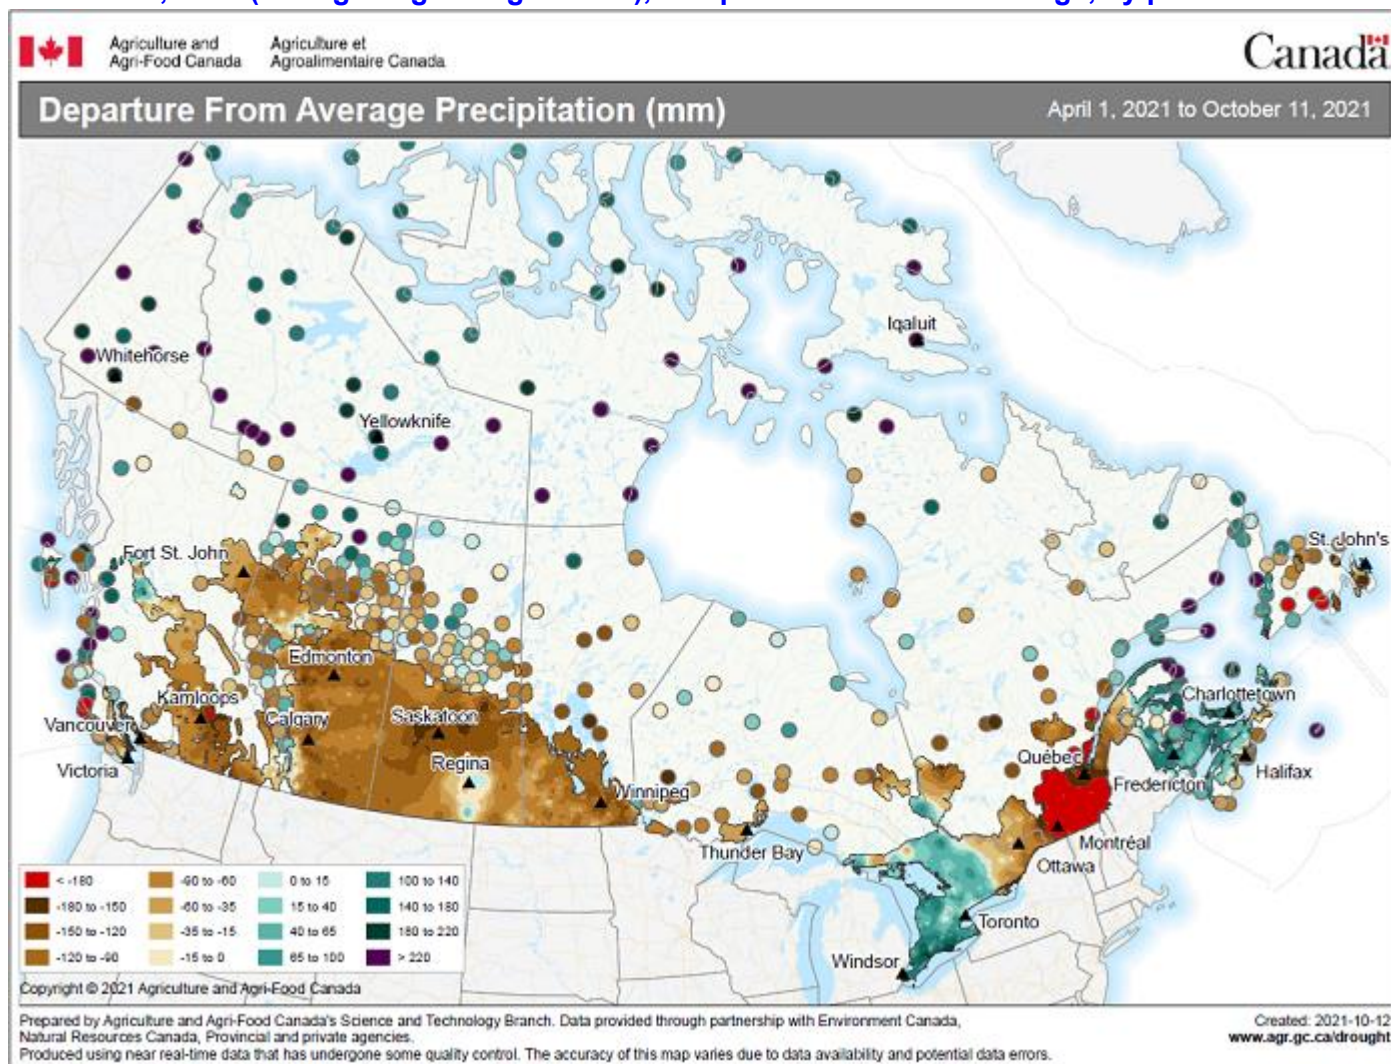 Agriculture and
Agri-Food Canada
Agriculture et
Agroalimentaire Canada
Canada
Departure From Average Precipitation (mm)
April 1, 2021 to October 11, 2021
Iqaluit
Whitehorse
Yellowknife
St. John's
Fort St. John
Edmonton
Kamloops
Calgary
Saskatoon
Vancouver
Victoria
Regina
Winnipeg
Charlottetown
Québec
Fredericton
Halifax
Thunder Bay
Montréal
Ottawa
Toronto
Windsor
< -180
-90 to -60
0 to 15
100 to 140
-180 to -150
-60 to -35
15 to 40
140 to 180
-150 to -120
-35 to -15
40 to 65
180 to 220
-120 to -90
-15 to 0
65 to 100
> 220
Copyright © 2021 Agriculture and Agri-Food Canada
Prepared by Agriculture and Agri-Food Canada's Science and Technology Branch. Data provided through partnership with Environment Canada,
Natural Resources Canada, Provincial and private agencies.
Produced using near real-time data that has undergone some quality control. The accuracy of this map varies due to data availability and potential data errors.
Created: 2021-10-12
www.agr.gc.ca/drought